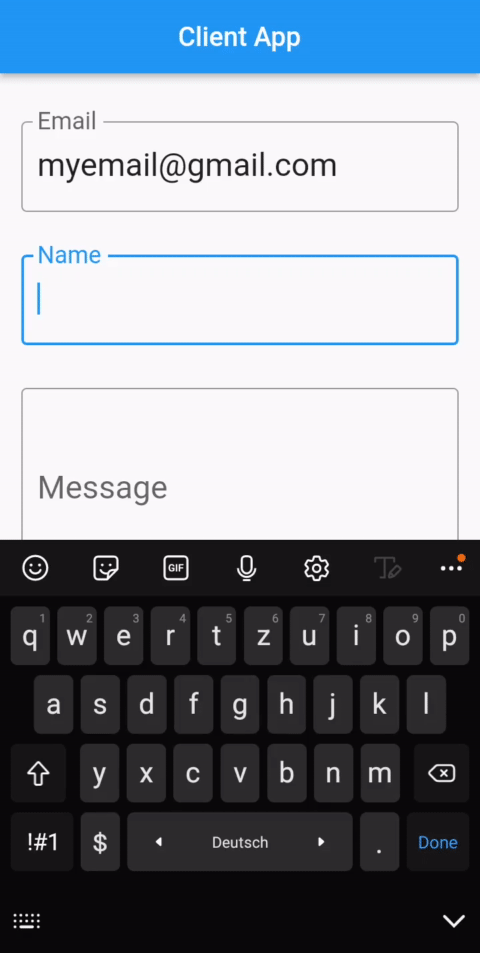 Client App
Email
myemail@gmail.com
Name
Message
GIF
T
1 2 3 4 5 6 7 8 9 0
q w e r t z u i o p
a s d f g h j k l
y x c v b n m
!#1 $ Deutsch . Done